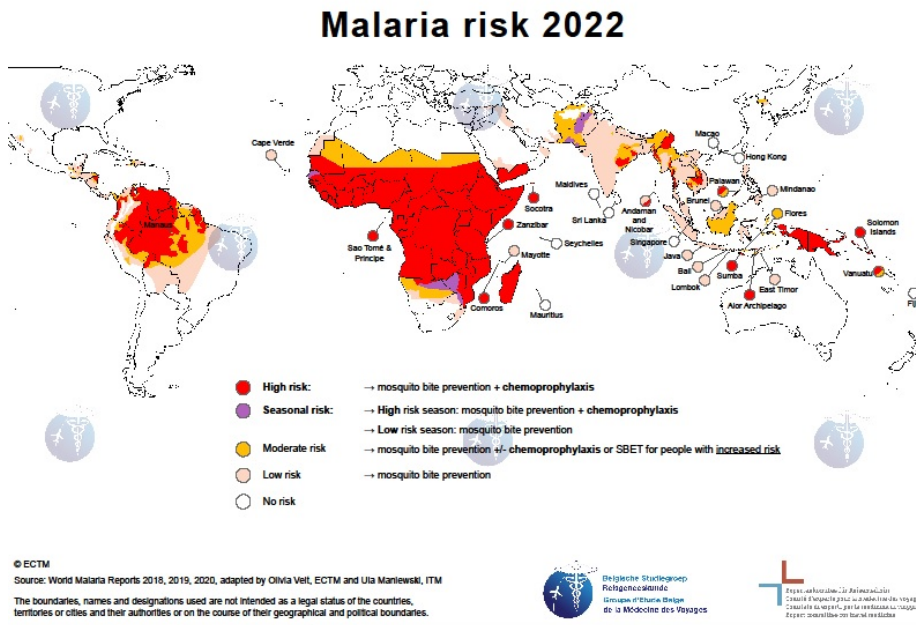 Malaria risk 2022
Cape Verde
Macao
Hong Kong
Maldives
Palawan
Mindanao
Brunei
Socotra
Sri Lanka
Andaman
and
Nicobar
Flores
Manaus
Zanzibar
Solomon
Islands
Sao Tomé &
Principe
Seychelles
Singapore
Mayotte
Java
Bali
Vanuatu
Lombok
Sumba
East Timor
Comoros
Mauritius
Alor Archipelago
Fij
High risk: → mosquito bite prevention + chemoprophylaxis
Seasonal risk: → High risk season: mosquito bite prevention + chemoprophylaxis
→ Low risk season: mosquito bite prevention
Moderate risk → mosquito bite prevention +/- chemoprophylaxis or SBET for people with increased risk
Low risk → mosquito bite prevention
No risk
© ECTM
Source: World Malaria Reports 2018, 2019, 2020, adapted by Olivia Veit, ECTM and Ula Maniewski, ITM
The boundaries, names and designations used are not intended as a legal status of the countries,
territories or cities and their authorities or on the course of their geographical and political boundaries.
Belgische Studiegroep
Reisgeneeskunde
Groupe d'Etude Belge
de la Médecine des Voyages
Expert committee for travel medicine